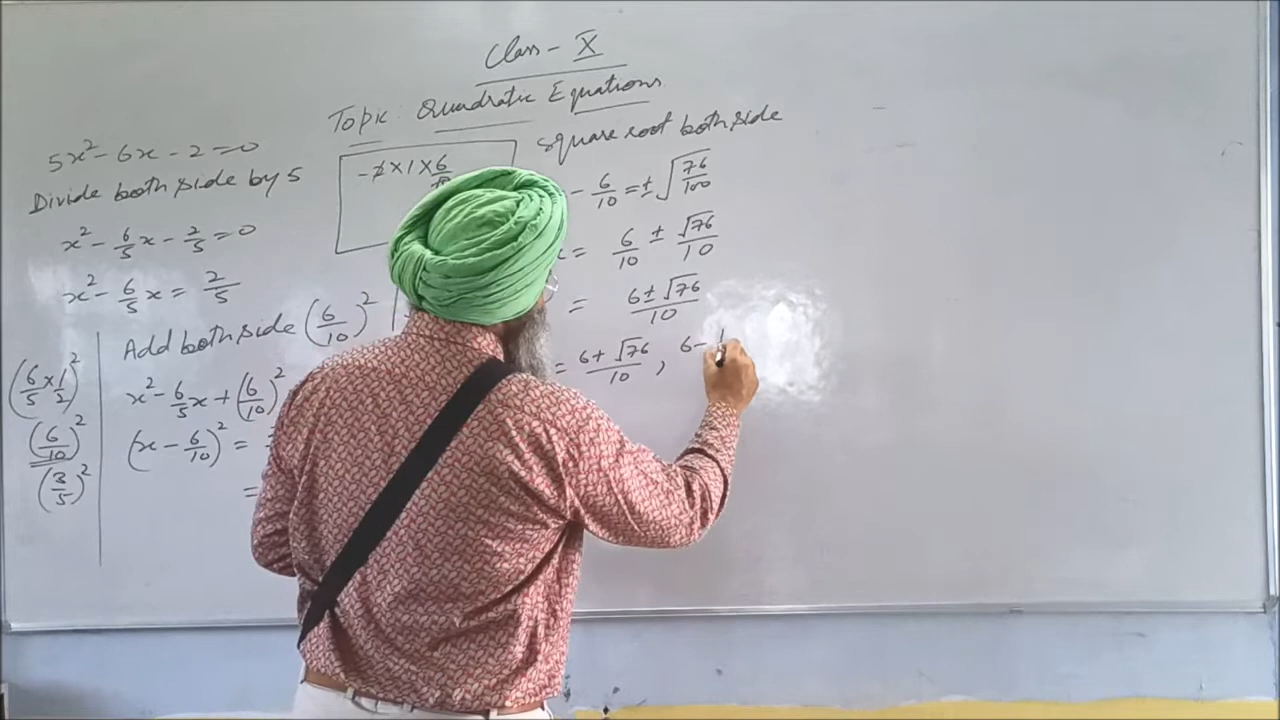 Class - X
Topic: Quadratic Equations
5x² - 6x - 2 = 0
Divide both side by 5
x² - 6/5 x - 2/5 = 0
x² - 6/5 x = 2/5
Add both side (6/10)²
x² - 6/5 x + (6/10)²
(x - 6/10)² =
=
(6/5 × 1/2)²
(6/10)²
(3/5)²
-2 × 1 × 6/10
square root both side
- 6/10 = ± √76/100
x = 6/10 ± √76/10
= 6 ± √76/10
= 6 + √76/10 , 6 -